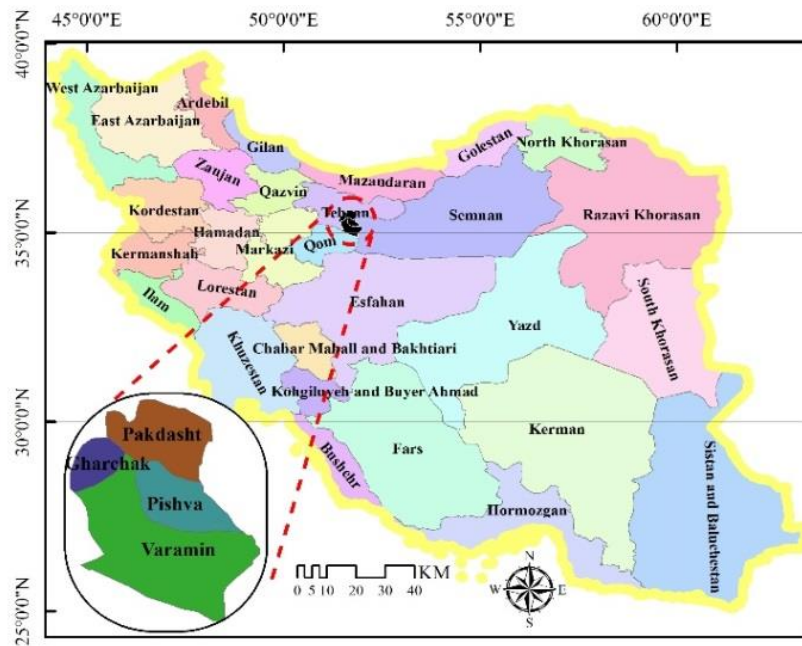 45°0'0"E 50°0'0"E 55°0'0"E 60°0'0"E
40°0'0"N
35°0'0"N
30°0'0"N
25°0'0"N
West Azarbaijan
Ardebil
East Azarbaijan
Gilan
Golestan
North Khorasan
Zanjan
Qazvin
Mazandaran
Tehran
Semnan
Razavi Khorasan
Kordestan
Hamadan
Markazi
Qom
Kermanshah
Lorestan
Ilam
Esfahan
Yazd
South Khorasan
Khuzestan
Chahar Mahall and Bakhtiari
Kohgiluyeh and Buyer Ahmad
Fars
Kerman
Bushehr
Hormozgan
Sistan and Baluchestan
Pakdasht
Gharchak
Pishva
Varamin
KM
0 5 10 20 30 40
N
W E
S